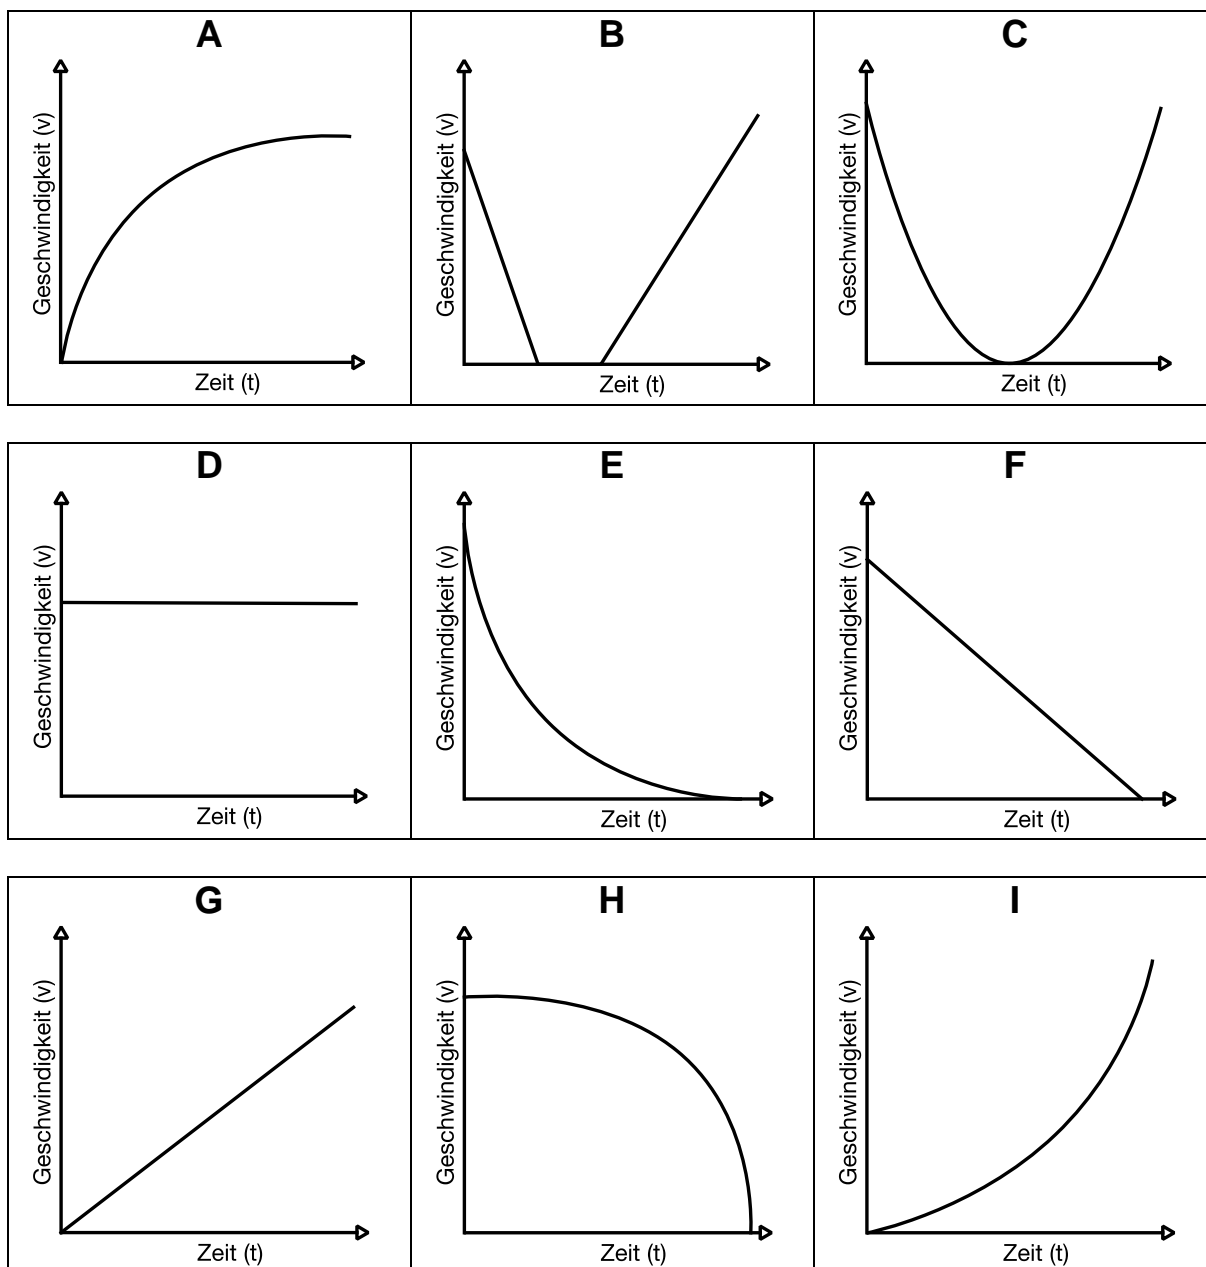 A
Geschwindigkeit (v)
Zeit (t)
B
Geschwindigkeit (v)
Zeit (t)
C
Geschwindigkeit (v)
Zeit (t)
D
Geschwindigkeit (v)
Zeit (t)
E
Geschwindigkeit (v)
Zeit (t)
F
Geschwindigkeit (v)
Zeit (t)
G
Geschwindigkeit (v)
Zeit (t)
H
Geschwindigkeit (v)
Zeit (t)
I
Geschwindigkeit (v)
Zeit (t)